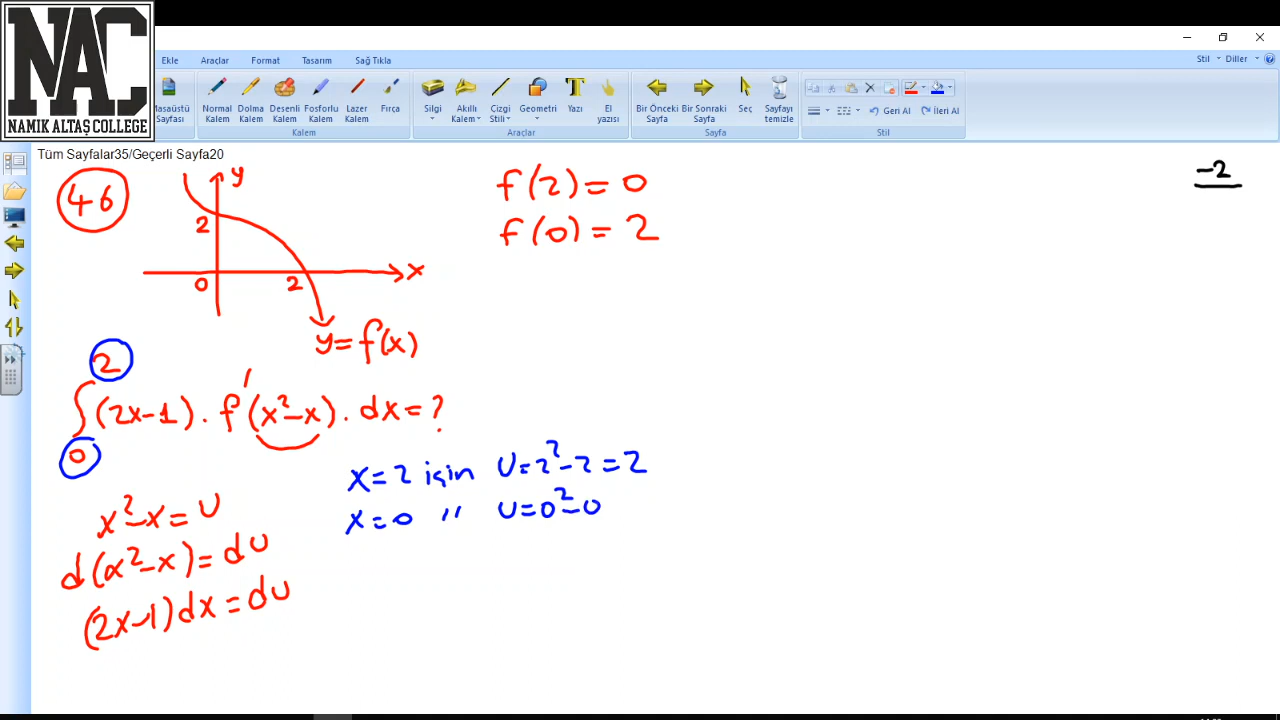 NAC
NAMIK ALTAŞ COLLEGE
Ekle Araçlar Format Tasarım Sağ Tıkla
Stil Diller
Masaüstü Sayfası
Normal Kalem
Dolma Kalem
Desenli Kalem
Fosforlu Kalem
Lazer Kalem
Fırça
Silgi
Akıllı Kalem
Çizgi Stili
Geometri
Yazı
El yazısı
Bir Önceki Sayfa
Bir Sonraki Sayfa
Seç
Sayfayı temizle
Geri Al
İleri Al
Kalem Araçlar Sayfa Stil
Tüm Sayfalar35/Geçerli Sayfa20
46
y
2
0
2
x
y=f(x)
f(2)=0
f(0)=2
-2
∫₀² (2x-1).f'(x²-x).dx=?
x²-x=u
d(x²-x)=du
(2x-1)dx=du
x=2 için u=2²-2=2
x=0 " u=0²-0